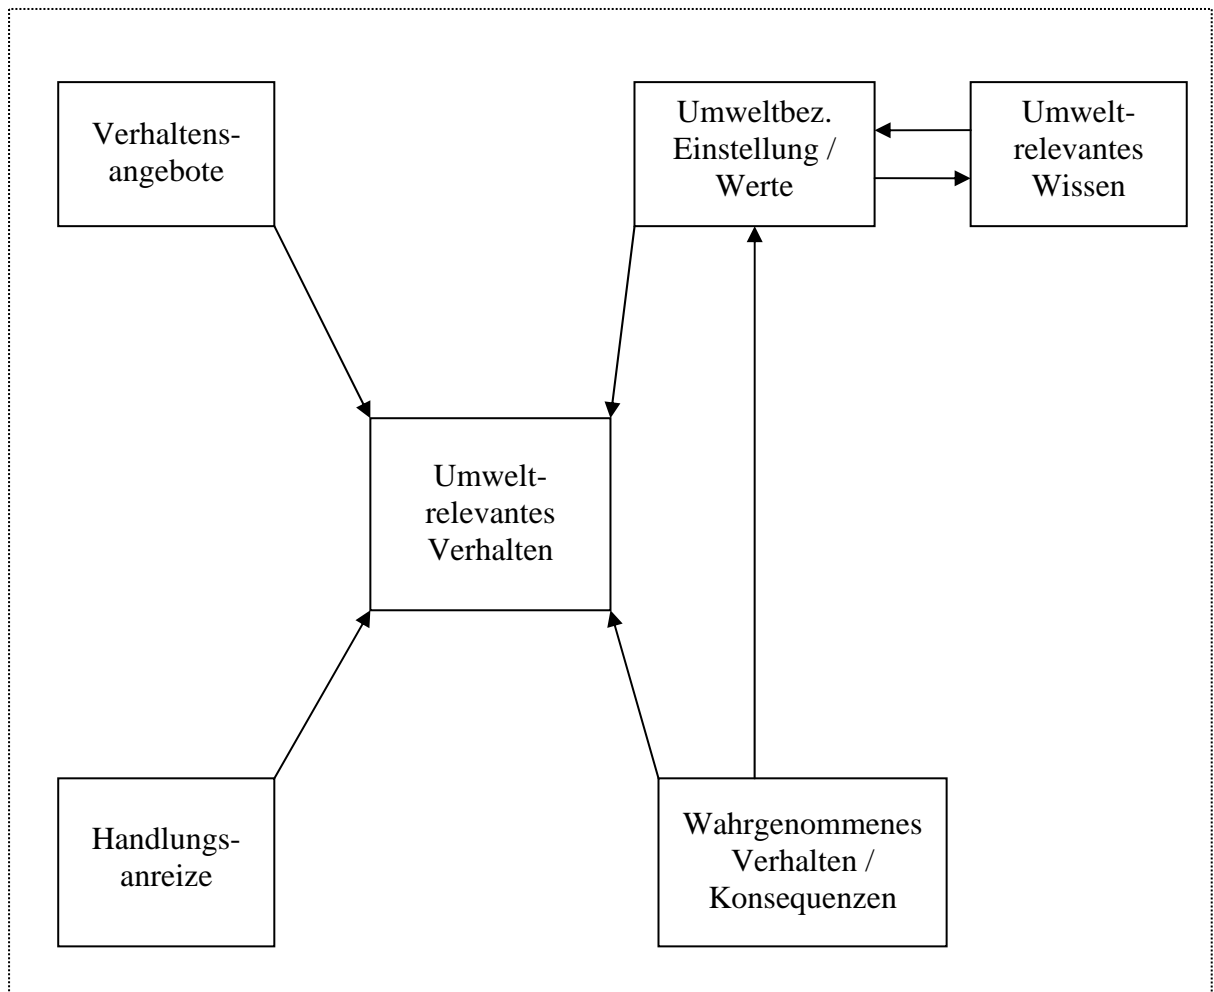 Verhaltens-
angebote
Umweltbez.
Einstellung /
Werte
Umwelt-
relevantes
Wissen
Umwelt-
relevantes
Verhalten
Handlungs-
anreize
Wahrgenommenes
Verhalten /
Konsequenzen